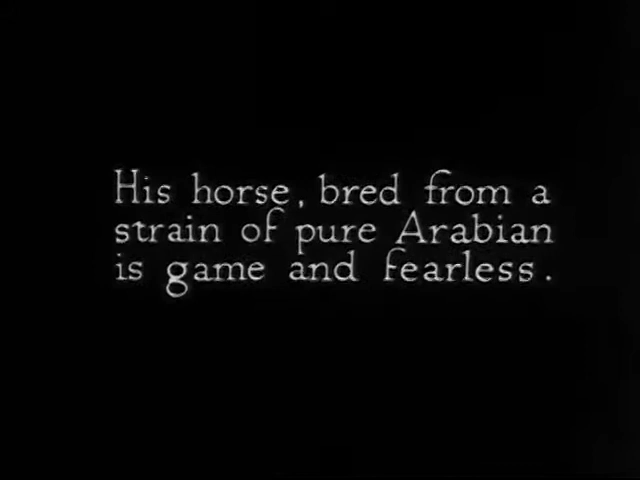 His horse, bred from a
strain of pure Arabian
is game and fearless.